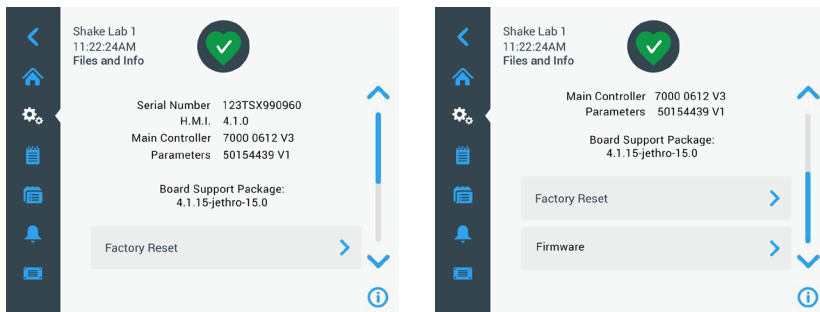 Shake Lab 1
11:22:24AM
Files and Info
Serial Number 123TSX990960
H.M.I. 4.1.0
Main Controller 7000 0612 V3
Parameters 50154439 V1
Board Support Package:
4.1.15-jethro-15.0
Factory Reset
Shake Lab 1
11:22:24AM
Files and Info
Main Controller 7000 0612 V3
Parameters 50154439 V1
Board Support Package:
4.1.15-jethro-15.0
Factory Reset
Firmware